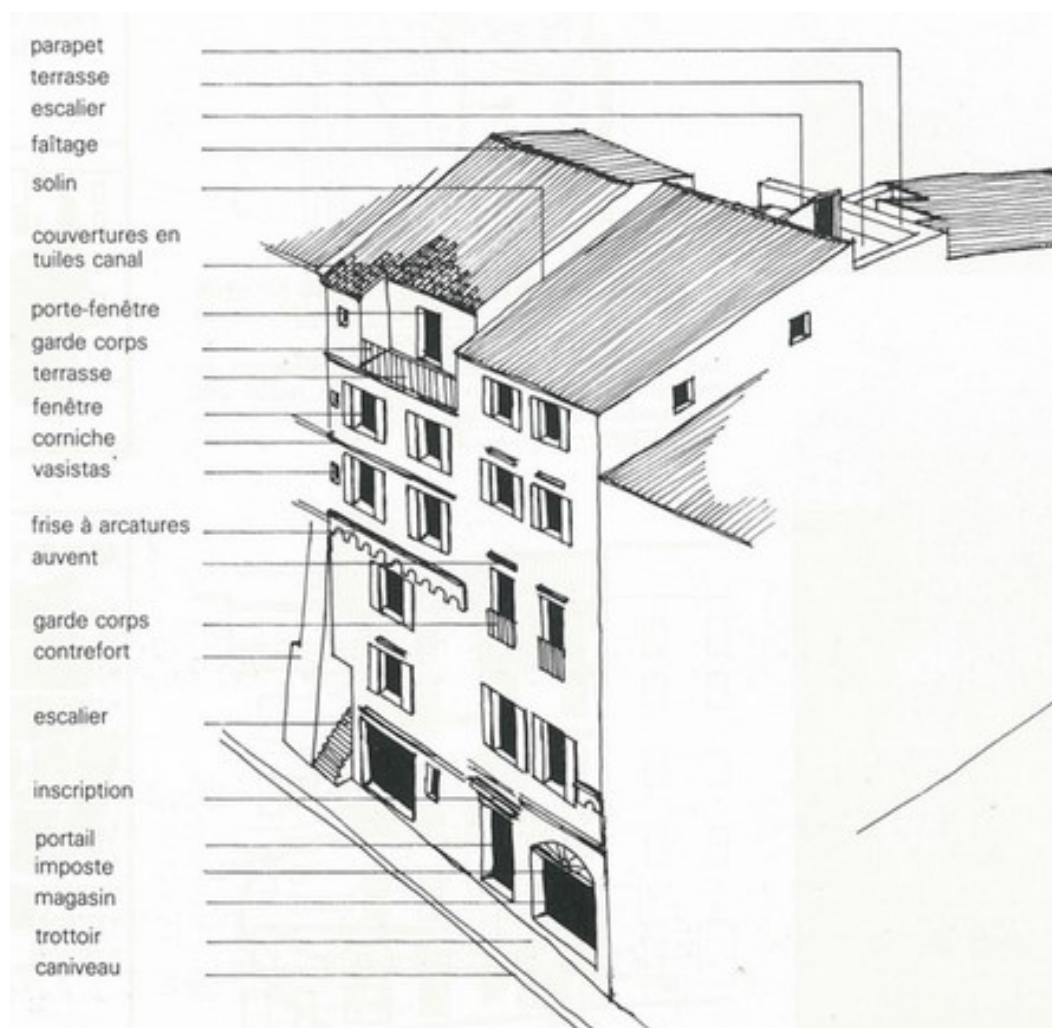 parapet
terrasse
escalier
faîtage
solin
couvertures en
tuiles canal
porte-fenêtre
garde corps
terrasse
fenêtre
corniche
vasistas
frise à arcatures
auvent
garde corps
contrefort
escalier
inscription
portail
imposte
magasin
trottoir
caniveau